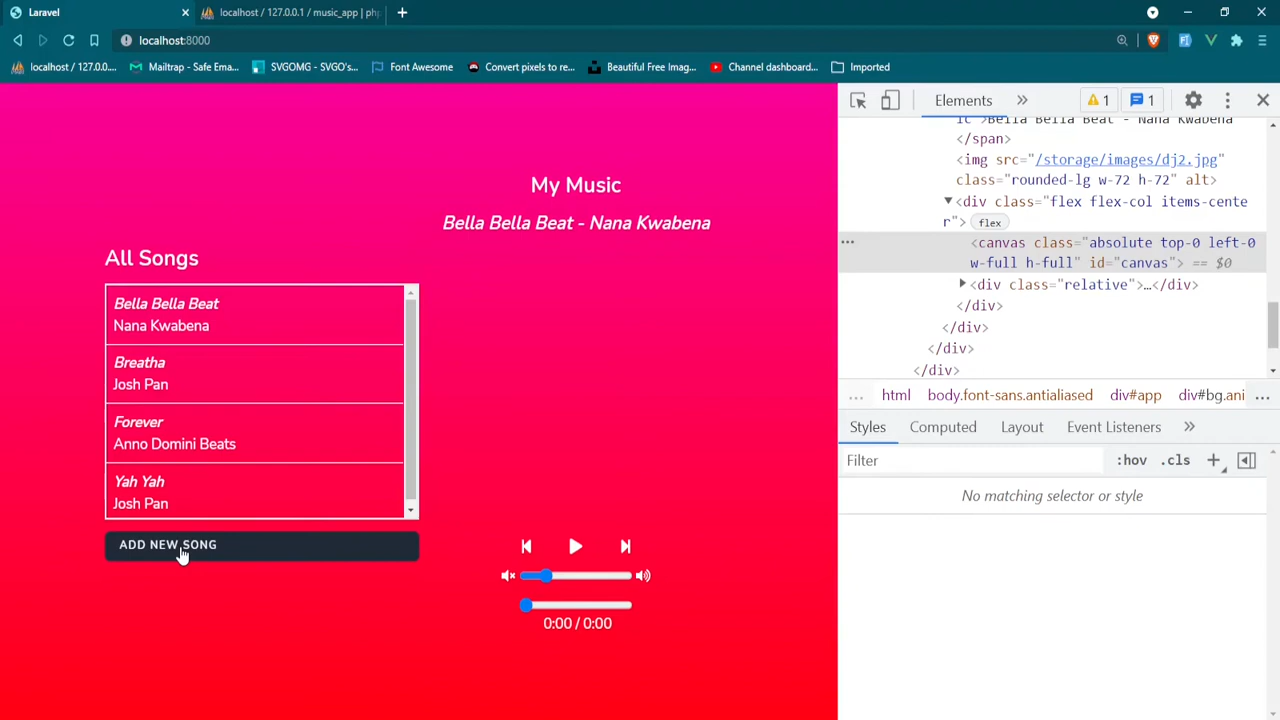 Laravel
localhost / 127.0.0.1 / music_app | php
localhost:8000
localhost / 127.0.0....
Mailtrap - Safe Ema...
SVGOMG - SVGO's...
Font Awesome
Convert pixels to re...
Beautiful Free Imag...
Channel dashboard...
Imported
My Music
Bella Bella Beat - Nana Kwabena
All Songs
Bella Bella Beat
Nana Kwabena
Breatha
Josh Pan
Forever
Anno Domini Beats
Yah Yah
Josh Pan
ADD NEW SONG
0:00 / 0:00
Elements
1
1
ic">Bella Bella Beat - Nana Kwabena
</span>
<img src="/storage/images/dj2.jpg"
class="rounded-lg w-72 h-72" alt>
<div class="flex flex-col items-cente
r"> flex
<canvas class="absolute top-0 left-0
w-full h-full" id="canvas"> == $0
<div class="relative">…</div>
</div>
</div>
</div>
</div>
... html body.font-sans.antialiased div#app div#bg.ani ...
Styles Computed Layout Event Listeners
Filter
:hov .cls
No matching selector or style